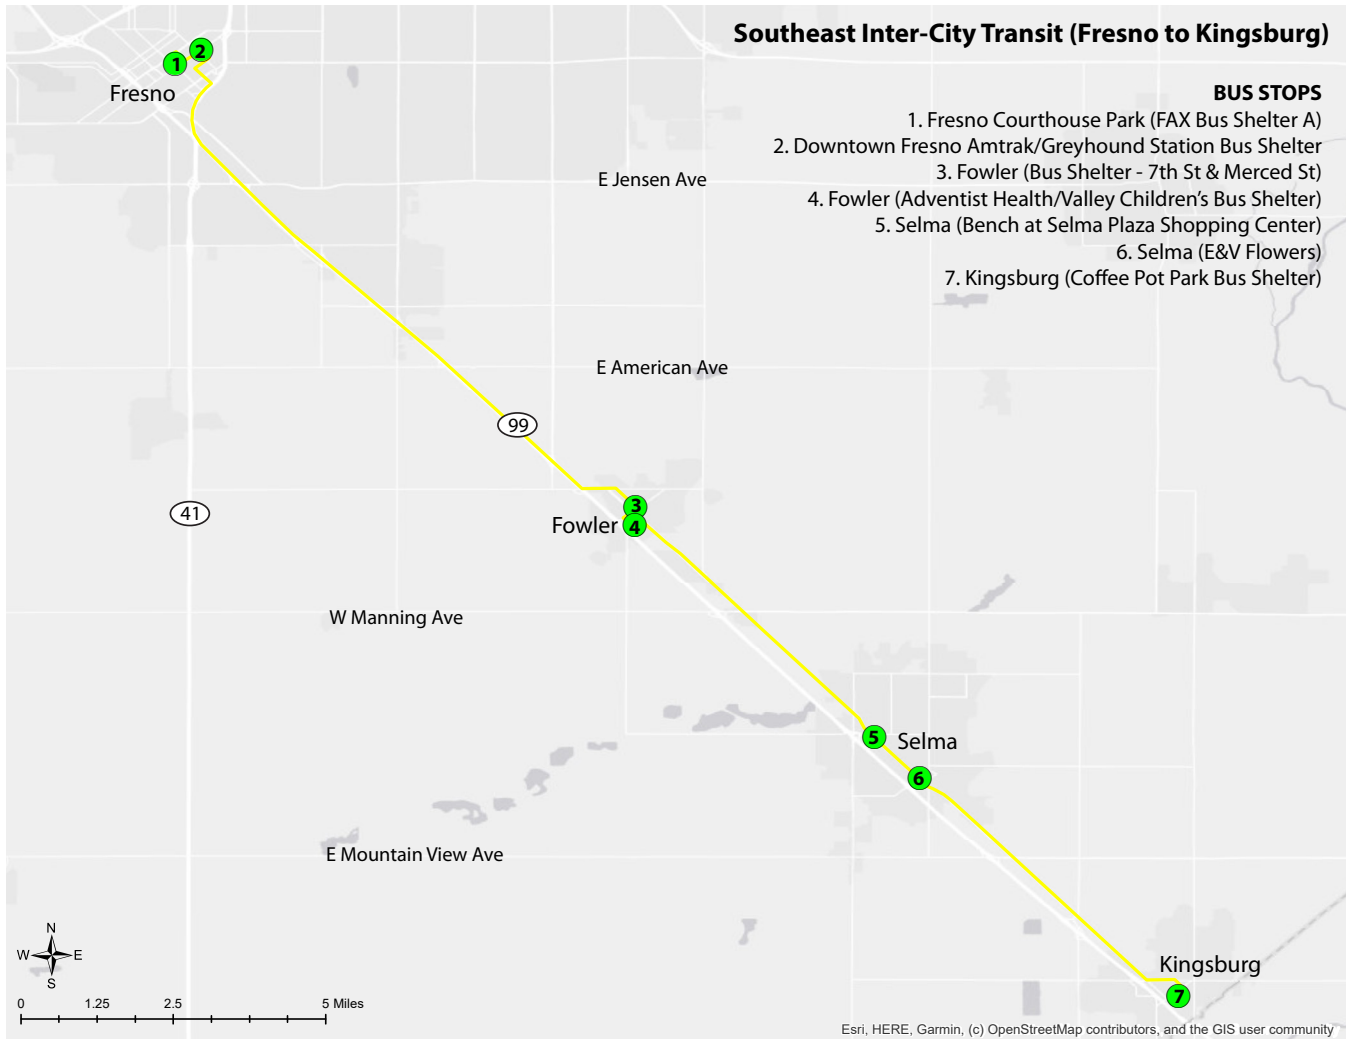 Southeast Inter-City Transit (Fresno to Kingsburg)
BUS STOPS
1. Fresno Courthouse Park (FAX Bus Shelter A)
2. Downtown Fresno Amtrak/Greyhound Station Bus Shelter
3. Fowler (Bus Shelter - 7th St & Merced St)
4. Fowler (Adventist Health/Valley Children's Bus Shelter)
5. Selma (Bench at Selma Plaza Shopping Center)
6. Selma (E&V Flowers)
7. Kingsburg (Coffee Pot Park Bus Shelter)
2
1
Fresno
E Jensen Ave
E American Ave
99
41
3
Fowler
4
W Manning Ave
5
Selma
6
E Mountain View Ave
Kingsburg
7
N
W E
S
0 1.25 2.5 5 Miles
Esri, HERE, Garmin, (c) OpenStreetMap contributors, and the GIS user community